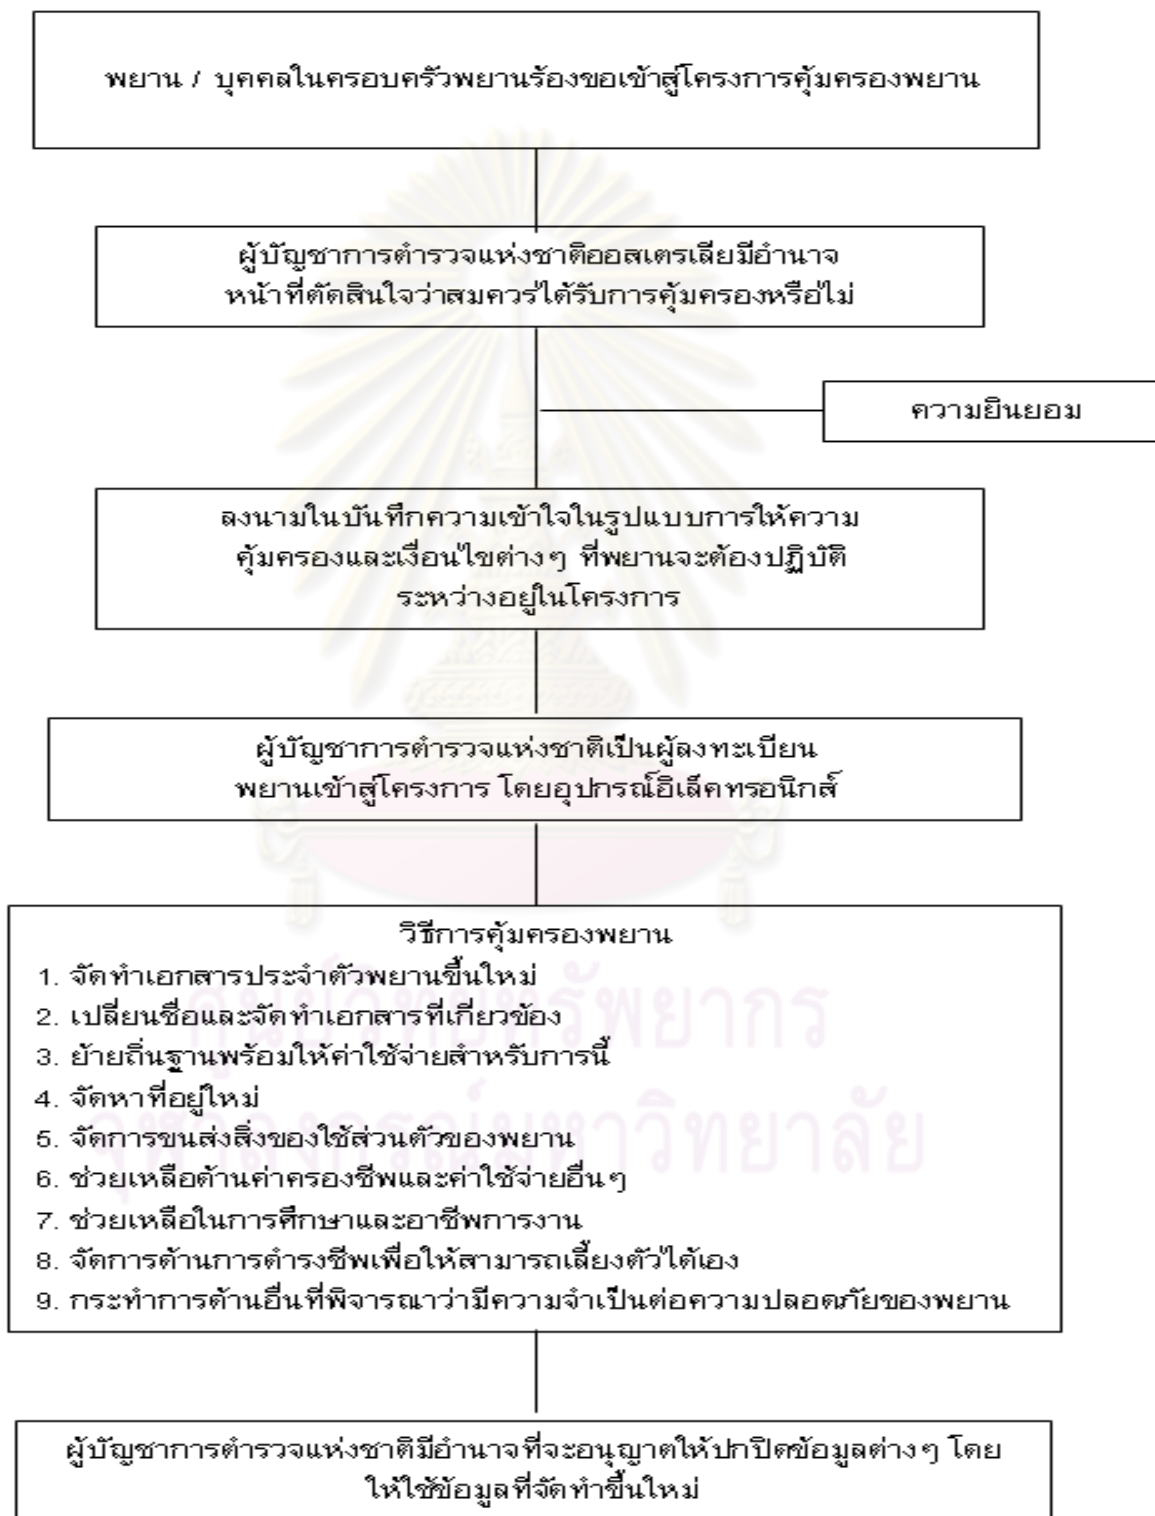 พยาน / บุคคลในครอบครัวพยานร้องขอเข้าสู่โครงการคุ้มครองพยาน
ผู้บัญชาการตำรวจแห่งชาติออสเตรเลียมีอำนาจ
หน้าที่ตัดสินใจว่าสมควรได้รับการคุ้มครองหรือไม่
ความยินยอม
ลงนามในบันทึกความเข้าใจในรูปแบบการให้ความ
คุ้มครองและเงื่อนไขต่างๆ ที่พยานจะต้องปฏิบัติ
ระหว่างอยู่ในโครงการ
ผู้บัญชาการตำรวจแห่งชาติเป็นผู้ลงทะเบียน
พยานเข้าสู่โครงการ โดยอุปกรณ์อิเล็คทรอนิกส์
วิธีการคุ้มครองพยาน
1. จัดทำเอกสารประจำตัวพยานขึ้นใหม่
2. เปลี่ยนชื่อและจัดทำเอกสารที่เกี่ยวข้อง
3. ย้ายถิ่นฐานพร้อมให้ค่าใช้จ่ายสำหรับการนี้
4. จัดหาที่อยู่ใหม่
5. จัดการขนส่งสิ่งของใช้ส่วนตัวของพยาน
6. ช่วยเหลือด้านค่าครองชีพและค่าใช้จ่ายอื่นๆ
7. ช่วยเหลือในการศึกษาและอาชีพการงาน
8. จัดการด้านการดำรงชีพเพื่อให้สามารถเลี้ยงตัวได้เอง
9. กระทำการด้านอื่นที่พิจารณาว่ามีความจำเป็นต่อความปลอดภัยของพยาน
ศูนย์วิทยทรัพยากร
จุฬาลงกรณ์มหาวิทยาลัย
ผู้บัญชาการตำรวจแห่งชาติมีอำนาจที่จะอนุญาตให้ปกปิดข้อมูลต่างๆ โดย
ให้ใช้ข้อมูลที่จัดทำขึ้นใหม่